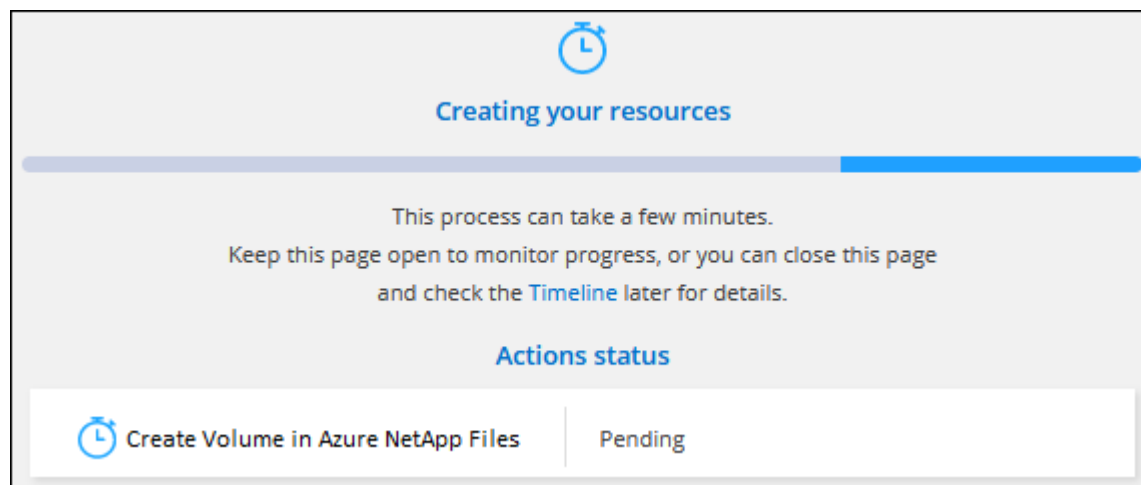 Creating your resources
This process can take a few minutes.
Keep this page open to monitor progress, or you can close this page
and check the Timeline later for details.
Actions status
Create Volume in Azure NetApp Files
Pending